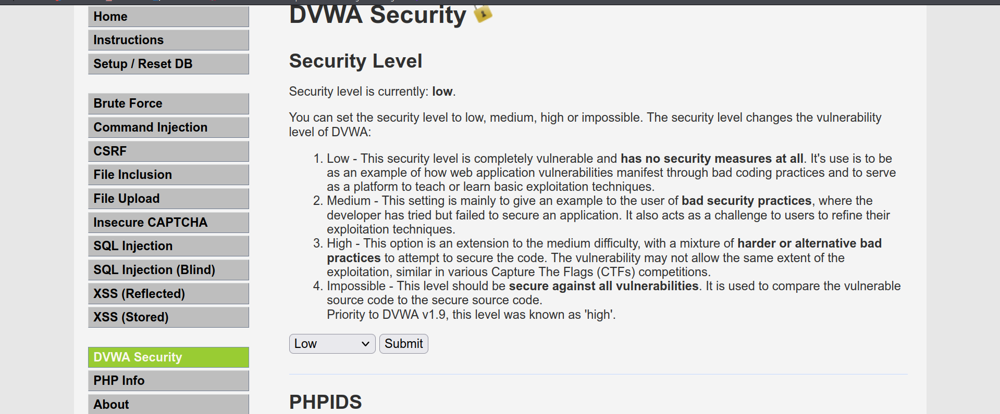 Home
Instructions
Setup / Reset DB
Brute Force
Command Injection
CSRF
File Inclusion
File Upload
Insecure CAPTCHA
SQL Injection
SQL Injection (Blind)
XSS (Reflected)
XSS (Stored)
DVWA Security
PHP Info
About
DVWA Security
Security Level
Security level is currently: low.
You can set the security level to low, medium, high or impossible. The security level changes the vulnerability
level of DVWA:
1. Low - This security level is completely vulnerable and has no security measures at all. It's use is to be
as an example of how web application vulnerabilities manifest through bad coding practices and to serve
as a platform to teach or learn basic exploitation techniques.
2. Medium - This setting is mainly to give an example to the user of bad security practices, where the
developer has tried but failed to secure an application. It also acts as a challenge to users to refine their
exploitation techniques.
3. High - This option is an extension to the medium difficulty, with a mixture of harder or alternative bad
practices to attempt to secure the code. The vulnerability may not allow the same extent of the
exploitation, similar in various Capture The Flags (CTFs) competitions.
4. Impossible - This level should be secure against all vulnerabilities. It is used to compare the vulnerable
source code to the secure source code.
Priority to DVWA v1.9, this level was known as 'high'.
Low Submit
PHPIDS